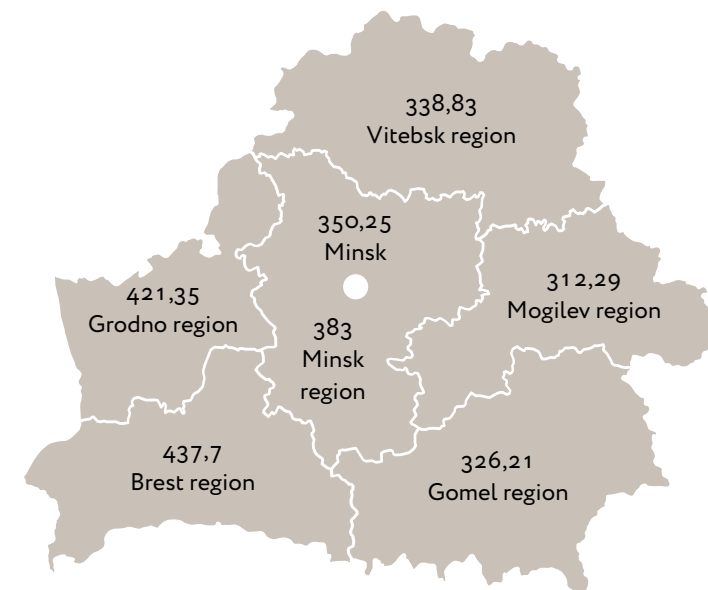 338,83
Vitebsk region
350,25
Minsk
421,35
Grodno region
312,29
Mogilev region
383
Minsk
region
437,7
Brest region
326,21
Gomel region